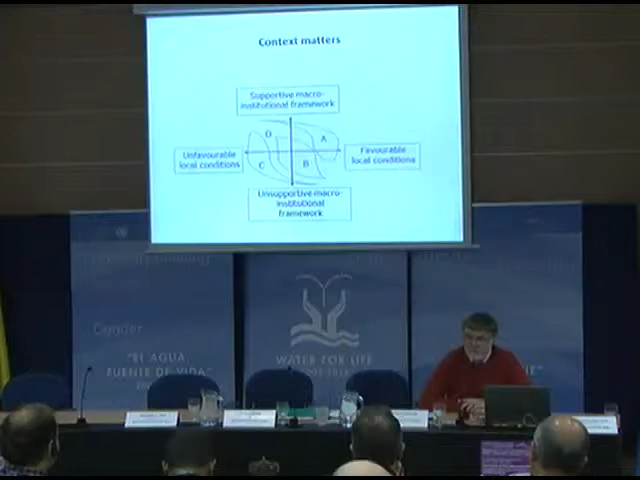 Context matters
Supportive macro-
institutional framework
D
A
Unfavourable
local conditions
Favourable
local conditions
C
B
Unsupportive macro-
institutional
framework
Gender
"El AGUA
FUENTE DE VIDA"
WATER FOR LIFE